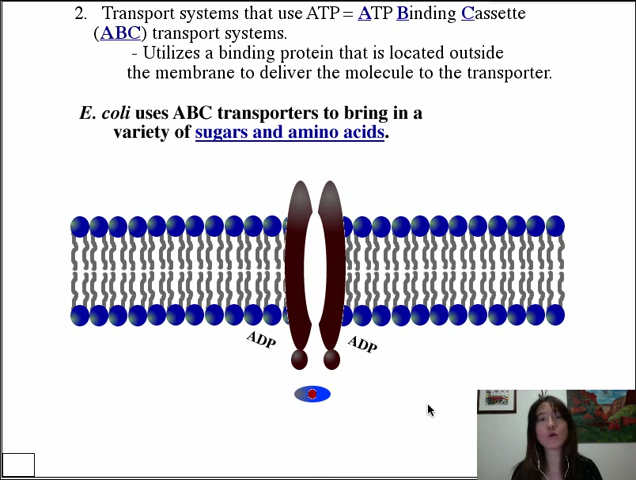 2. Transport systems that use ATP = ATP Binding Cassette
(ABC) transport systems.
- Utilizes a binding protein that is located outside
the membrane to deliver the molecule to the transporter.
E. coli uses ABC transporters to bring in a
variety of sugars and amino acids.
ADP
ADP